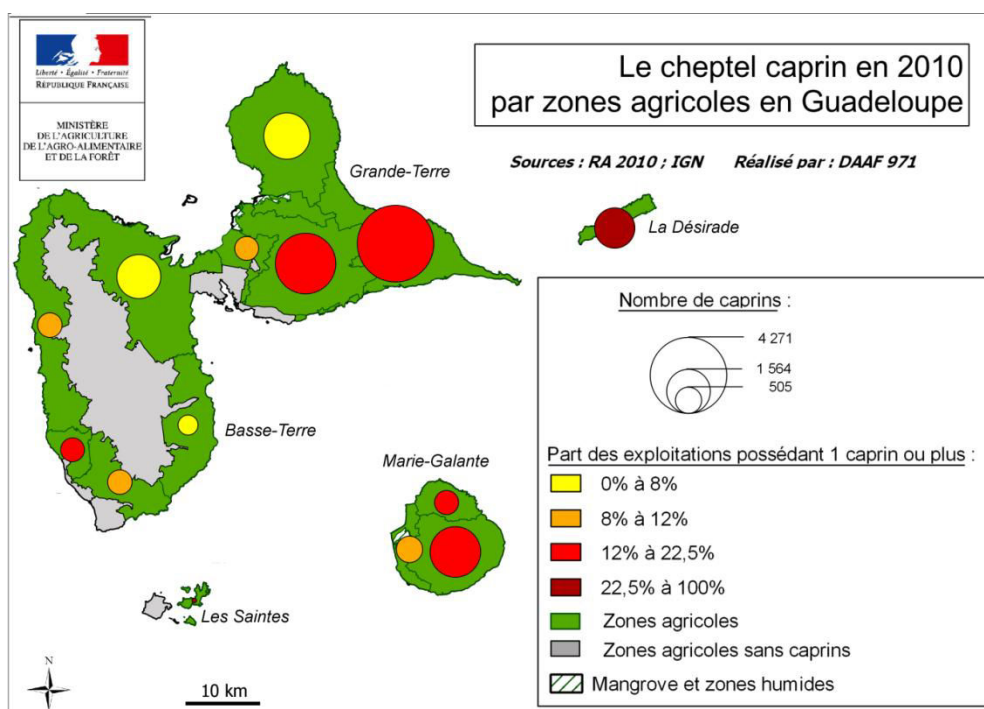 Liberté • Égalité • Fraternité
RÉPUBLIQUE FRANÇAISE
MINISTÈRE
DE L'AGRICULTURE
DE L'AGRO-ALIMENTAIRE
ET DE LA FORÊT
Le cheptel caprin en 2010
par zones agricoles en Guadeloupe
Sources : RA 2010 ; IGN Réalisé par : DAAF 971
Grande-Terre
La Désirade
Basse-Terre
Marie-Galante
Les Saintes
Nombre de caprins :
4 271
1 564
505
Part des exploitations possédant 1 caprin ou plus :
0% à 8%
8% à 12%
12% à 22,5%
22,5% à 100%
Zones agricoles
Zones agricoles sans caprins
Mangrove et zones humides
N
10 km